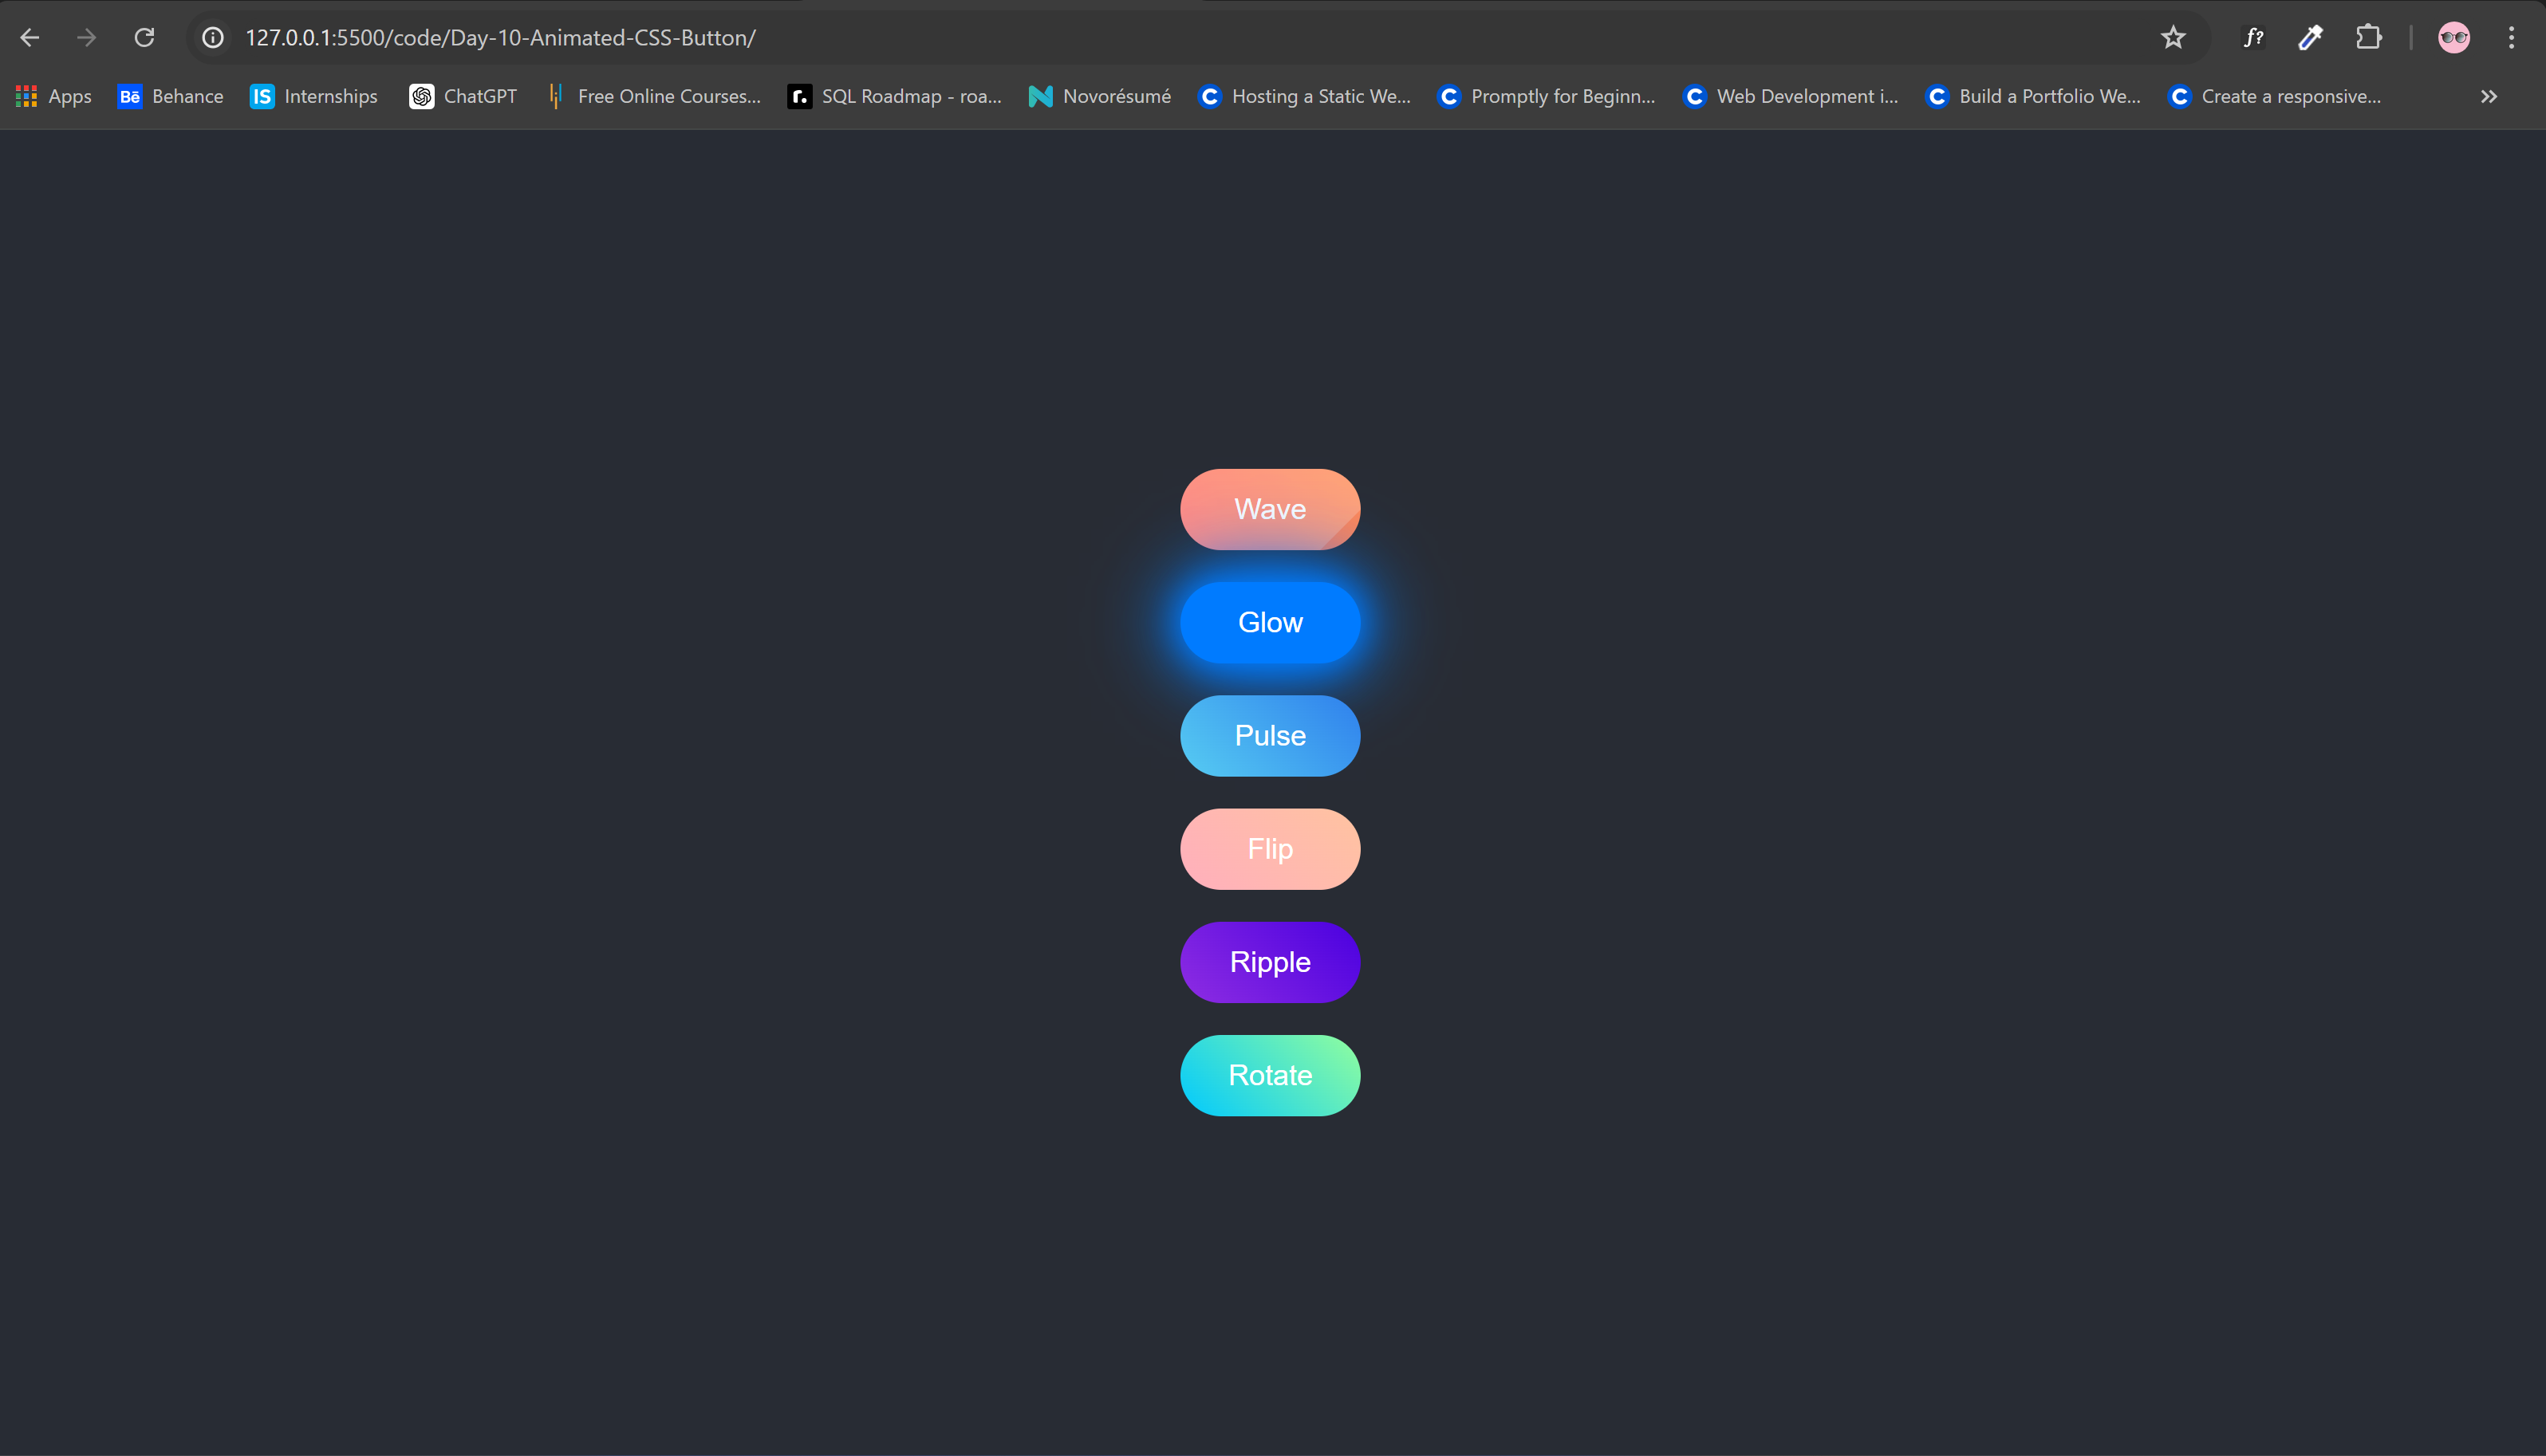 127.0.0.1:5500/code/Day-10-Animated-CSS-Button/
f?
Apps Bē Behance IS Internships ChatGPT Free Online Courses... r. SQL Roadmap - roa... Novorésumé C Hosting a Static We... C Promptly for Beginn... C Web Development i... C Build a Portfolio We... C Create a responsive... »
Wave
Glow
Pulse
Flip
Ripple
Rotate